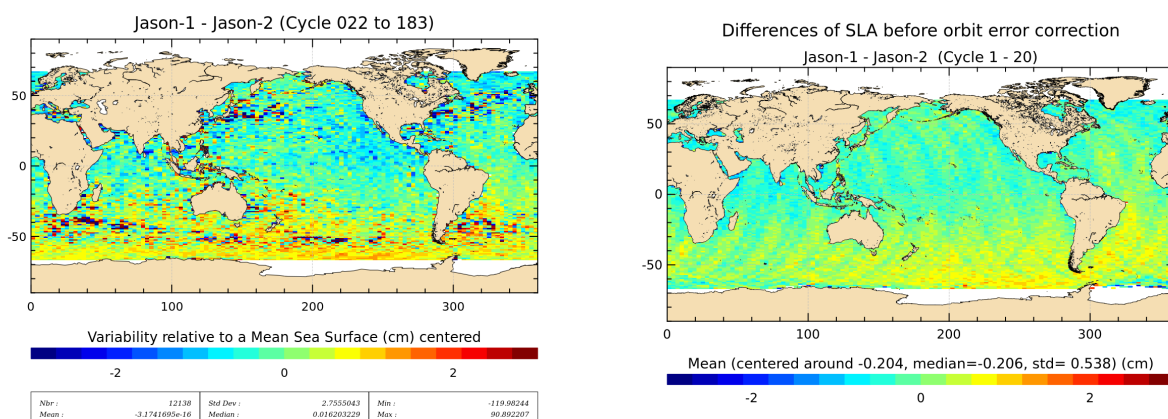 Jason-1 - Jason-2 (Cycle 022 to 183)
50
0
-50
0
100
200
300
Variability relative to a Mean Sea Surface (cm) centered
-2
0
2
Nbr : 12138 Std Dev : 2.7555043 Min : -119.98244
Mean : -3.1741695e-16 Median : 0.016203229 Max : 90.892207
Differences of SLA before orbit error correction
Jason-1 - Jason-2 (Cycle 1 - 20)
50
0
-50
0
100
200
300
Mean (centered around -0.204, median=-0.206, std= 0.538) (cm)
-2
0
2